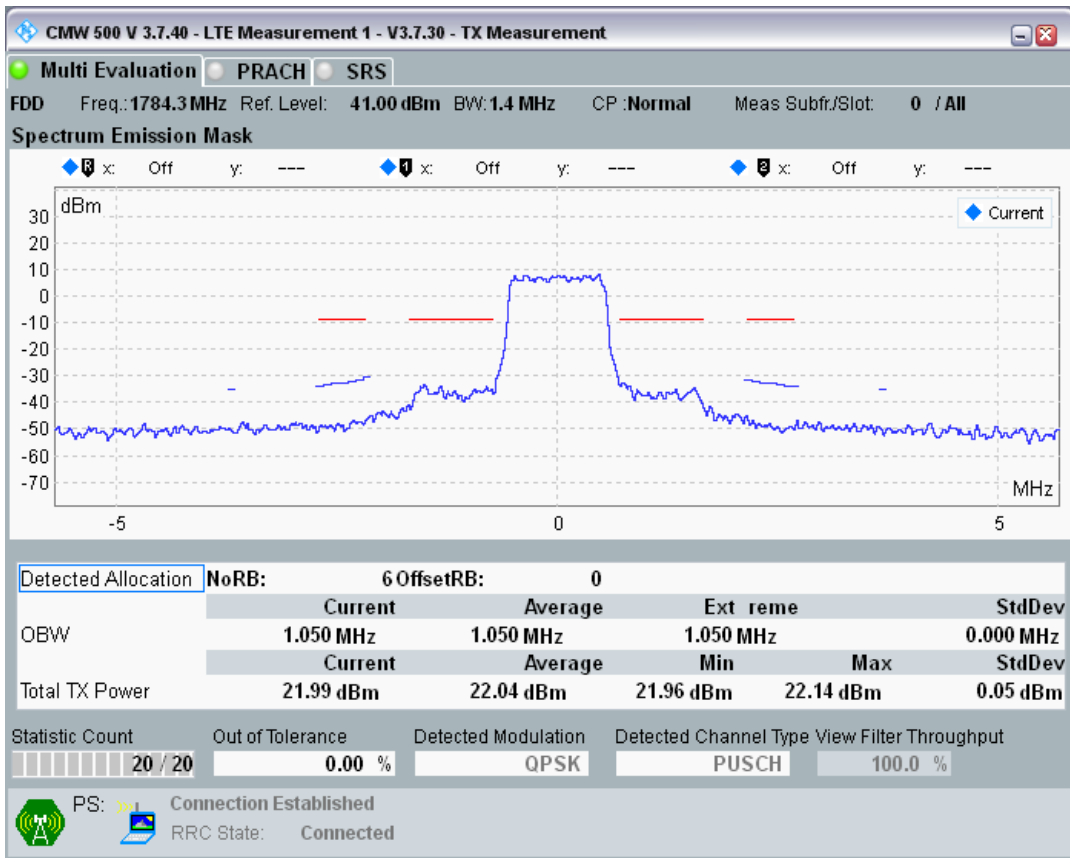 CMW 500 V 3.7.40 - LTE Measurement 1 - V3.7.30 - TX Measurement
Multi Evaluation PRACH SRS
FDD Freq.: 1784.3 MHz Ref. Level: 41.00 dBm BW: 1.4 MHz CP : Normal Meas Subfr./Slot: 0 / All
Spectrum Emission Mask
R x: Off y: --- 1 x: Off y: --- 2 x: Off y: ---
dBm
Current
30
20
10
0
-10
-20
-30
-40
-50
-60
-70
MHz
-5 0 5
Detected Allocation NoRB: 6 OffsetRB: 0
Current Average Ext reme StdDev
OBW 1.050 MHz 1.050 MHz 1.050 MHz 0.000 MHz
Current Average Min Max StdDev
Total TX Power 21.99 dBm 22.04 dBm 21.96 dBm 22.14 dBm 0.05 dBm
Statistic Count Out of Tolerance Detected Modulation Detected Channel Type View Filter Throughput
20 / 20 0.00 % QPSK PUSCH 100.0 %
PS: Connection Established
RRC State: Connected